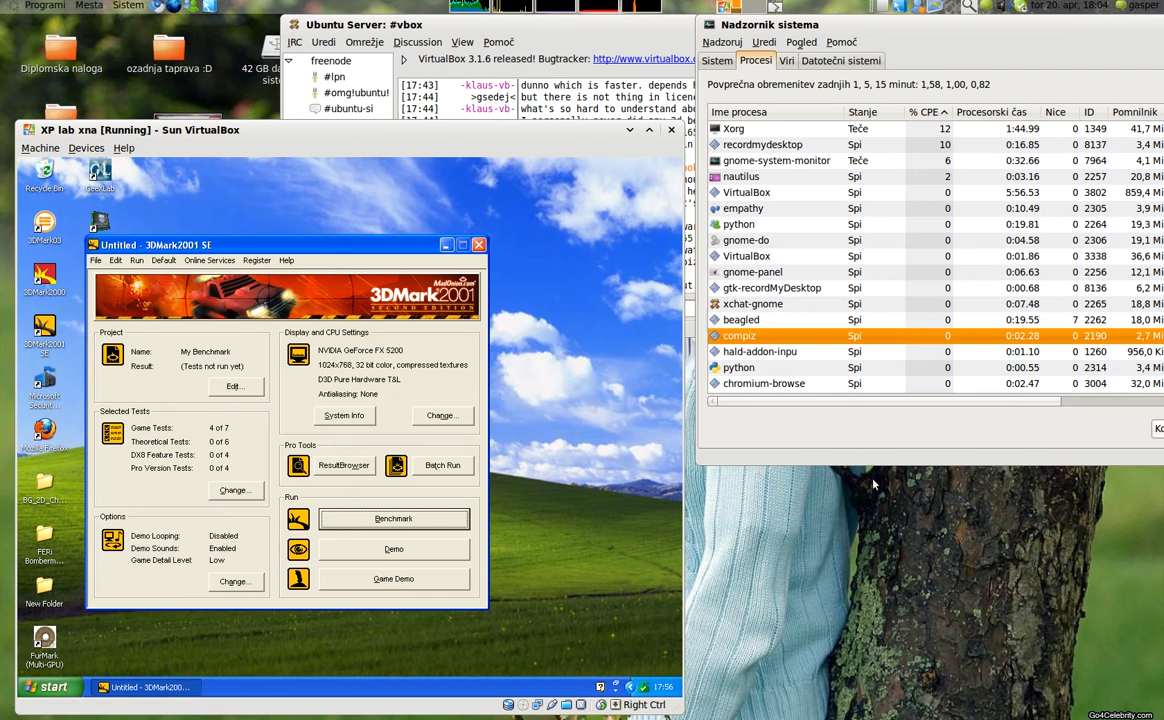 Programi Mesta Sistem
tor 20. apr, 18:04 gasper
Diplomska naloga
ozadnja taprava :D
42 GB da
siste
Ubuntu Server: #vbox
IRC Uredi Omrežje Discussion View Pomoč
freenode
#lpn
#omg!ubuntu!
#ubuntu-si
VirtualBox 3.1.6 released! Bugtracker: http://www.virtualbox.o
[17:43] -klaus-vb- dunno which is faster. depends h
[17:44] >gsedej< but there is not thing in licen
[17:44] -klaus-vb- what's so hard to understand abo
Nadzornik sistema
Nadzoruj Uredi Pogled Pomoč
Sistem Procesi Viri Datotečni sistemi
Povprečna obremenitev zadnjih 1, 5, 15 minut: 1,58, 1,00, 0,82
Ime procesa Stanje % CPE Procesorski čas Nice ID Pomnilnik
Xorg Teče 12 1:44.99 0 1349 41,7 Mi
recordmydesktop Spi 10 0:16.85 0 8137 3,4 Mi
gnome-system-monitor Teče 6 0:32.66 0 7964 4,1 Mi
nautilus Spi 2 0:03.16 0 2257 20,8 Mi
VirtualBox Spi 0 5:56.53 0 3802 859,4 Mi
empathy Spi 0 0:10.49 0 2305 3,9 Mi
python Spi 0 0:19.81 0 2264 19,3 Mi
gnome-do Spi 0 0:04.58 0 2306 19,1 Mi
VirtualBox Spi 0 0:01.86 0 3338 36,6 Mi
gnome-panel Spi 0 0:06.63 0 2256 12,1 Mi
gtk-recordMyDesktop Spi 0 0:00.68 0 8136 6,2 Mi
xchat-gnome Spi 0 0:07.48 0 2265 18,8 Mi
beagled Spi 0 0:19.55 7 2262 18,0 Mi
compiz Spi 0 0:02.28 0 2190 2,7 Mi
hald-addon-inpu Spi 0 0:01.10 0 1260 956,0 Ki
python Spi 0 0:00.55 0 2314 3,4 Mi
chromium-browse Spi 0 0:02.47 0 3004 32,0 Mi
XP lab xna [Running] - Sun VirtualBox
Machine Devices Help
Recycle Bin
GeexLab
3DMark03
3DMark2000
3DMark2001
SE
Microsoft
Securit...
Mozilla Firefox
BG_2D_Ch...
FERi
Bomberm...
New Folder
FurMark
(Multi-GPU)
Untitled - 3DMark2001 SE
File Edit Run Default Online Services Register Help
MadOnion.com
3DMark2001
SECOND EDITION
Project
Name: My Benchmark
Result: (Tests not run yet)
Edit...
Selected Tests
Game Tests: 4 of 7
Theoretical Tests: 0 of 6
DX8 Feature Tests: 0 of 4
Pro Version Tests: 0 of 4
Change...
Options
Demo Looping: Disabled
Demo Sounds: Enabled
Game Detail Level: Low
Change...
Display and CPU Settings
NVIDIA GeForce FX 5200
1024x768, 32 bit color, compressed textures
D3D Pure Hardware T&L
Antialiasing: None
System Info Change...
Pro Tools
ResultBrowser Batch Run
Run
Benchmark
Demo
Game Demo
start
Untitled - 3DMark200...
17:56
Right Ctrl
Go4Celebrity.com